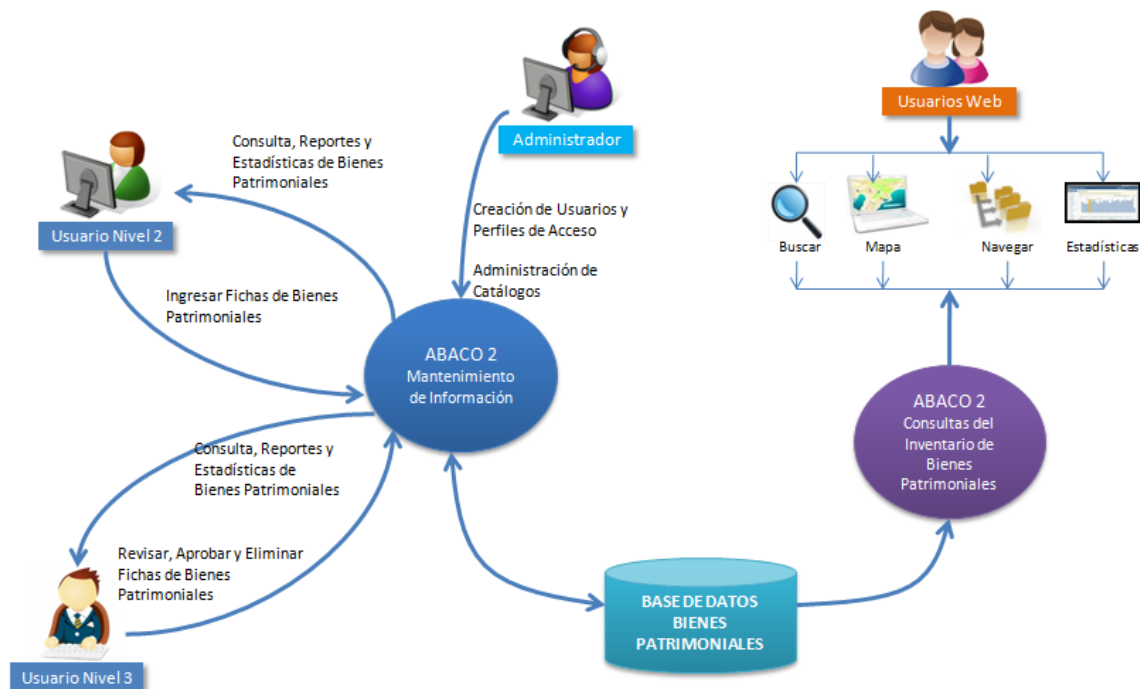 Usuarios Web
Administrador
Consulta, Reportes y
Estadísticas de Bienes
Patrimoniales
Usuario Nivel 2
Creación de Usuarios y
Perfiles de Acceso
Administración de
Catálogos
Buscar
Mapa
Navegar
Estadísticas
Ingresar Fichas de Bienes
Patrimoniales
ABACO 2
Mantenimiento
de Información
ABACO 2
Consultas del
Inventario de
Bienes
Patrimoniales
Consulta, Reportes y
Estadísticas de
Bienes Patrimoniales
Revisar, Aprobar y Eliminar
Fichas de Bienes
Patrimoniales
Usuario Nivel 3
BASE DE DATOS
BIENES
PATRIMONIALES